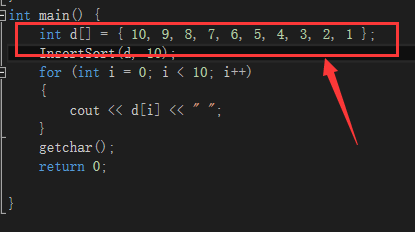 int main() {
int d[] = { 10, 9, 8, 7, 6, 5, 4, 3, 2, 1 };
InsertSort(d, 10);
for (int i = 0; i < 10; i++)
{
cout << d[i] << " ";
}
getchar();
return 0;
}